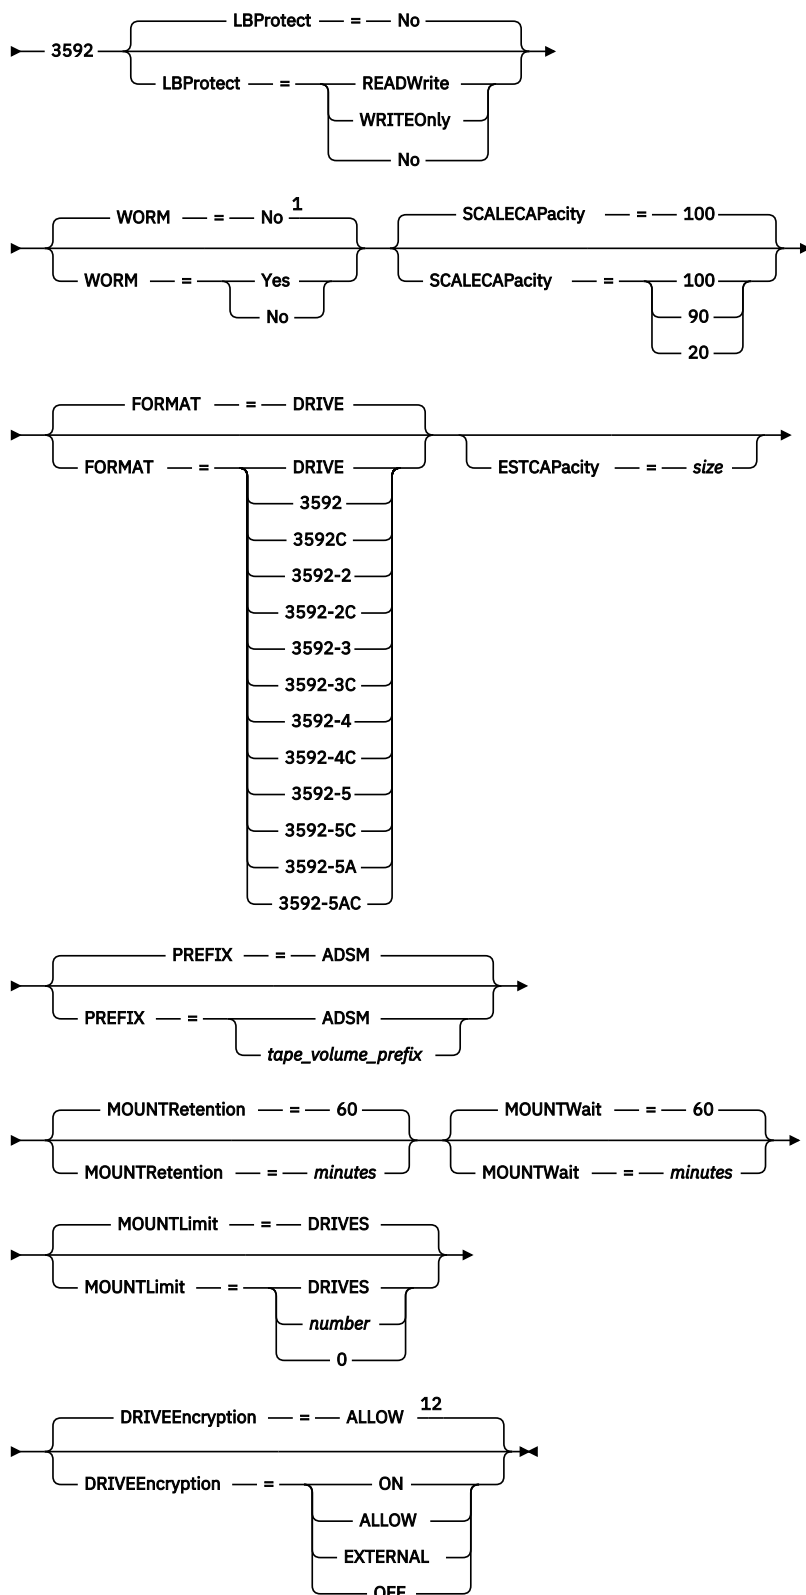 LBProtect = No
3592
LBProtect = READWrite
WRITEOnly
No
WORM = No 1
SCALECAPacity = 100
WORM = Yes
No
SCALECAPacity = 100
90
20
FORMAT = DRIVE
FORMAT = DRIVE
ESTCAPacity = size
3592
3592C
3592-2
3592-2C
3592-3
3592-3C
3592-4
3592-4C
3592-5
3592-5C
3592-5A
3592-5AC
PREFIX = ADSM
PREFIX = ADSM
tape_volume_prefix
MOUNTRetention = 60
MOUNTWait = 60
MOUNTRetention = minutes
MOUNTWait = minutes
MOUNTLimit = DRIVES
MOUNTLimit = DRIVES
number
0
DRIVEEncryption = ALLOW 12
DRIVEEncryption = ON
ALLOW
EXTERNAL
OFF